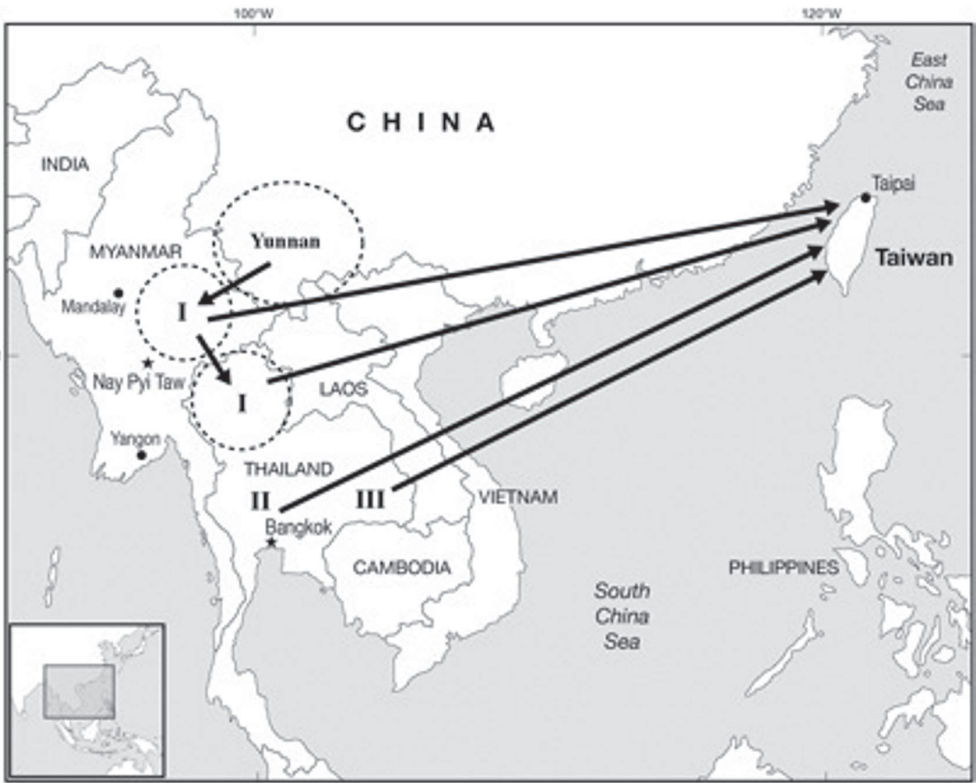 100°W
120°W
East
China
Sea
CHINA
INDIA
Taipai
Yunnan
MYANMAR
Taiwan
Mandalay
I
Nay Pyi Taw
LAOS
I
Yangon
THAILAND
II
III
VIETNAM
Bangkok
CAMBODIA
PHILIPPINES
South
China
Sea